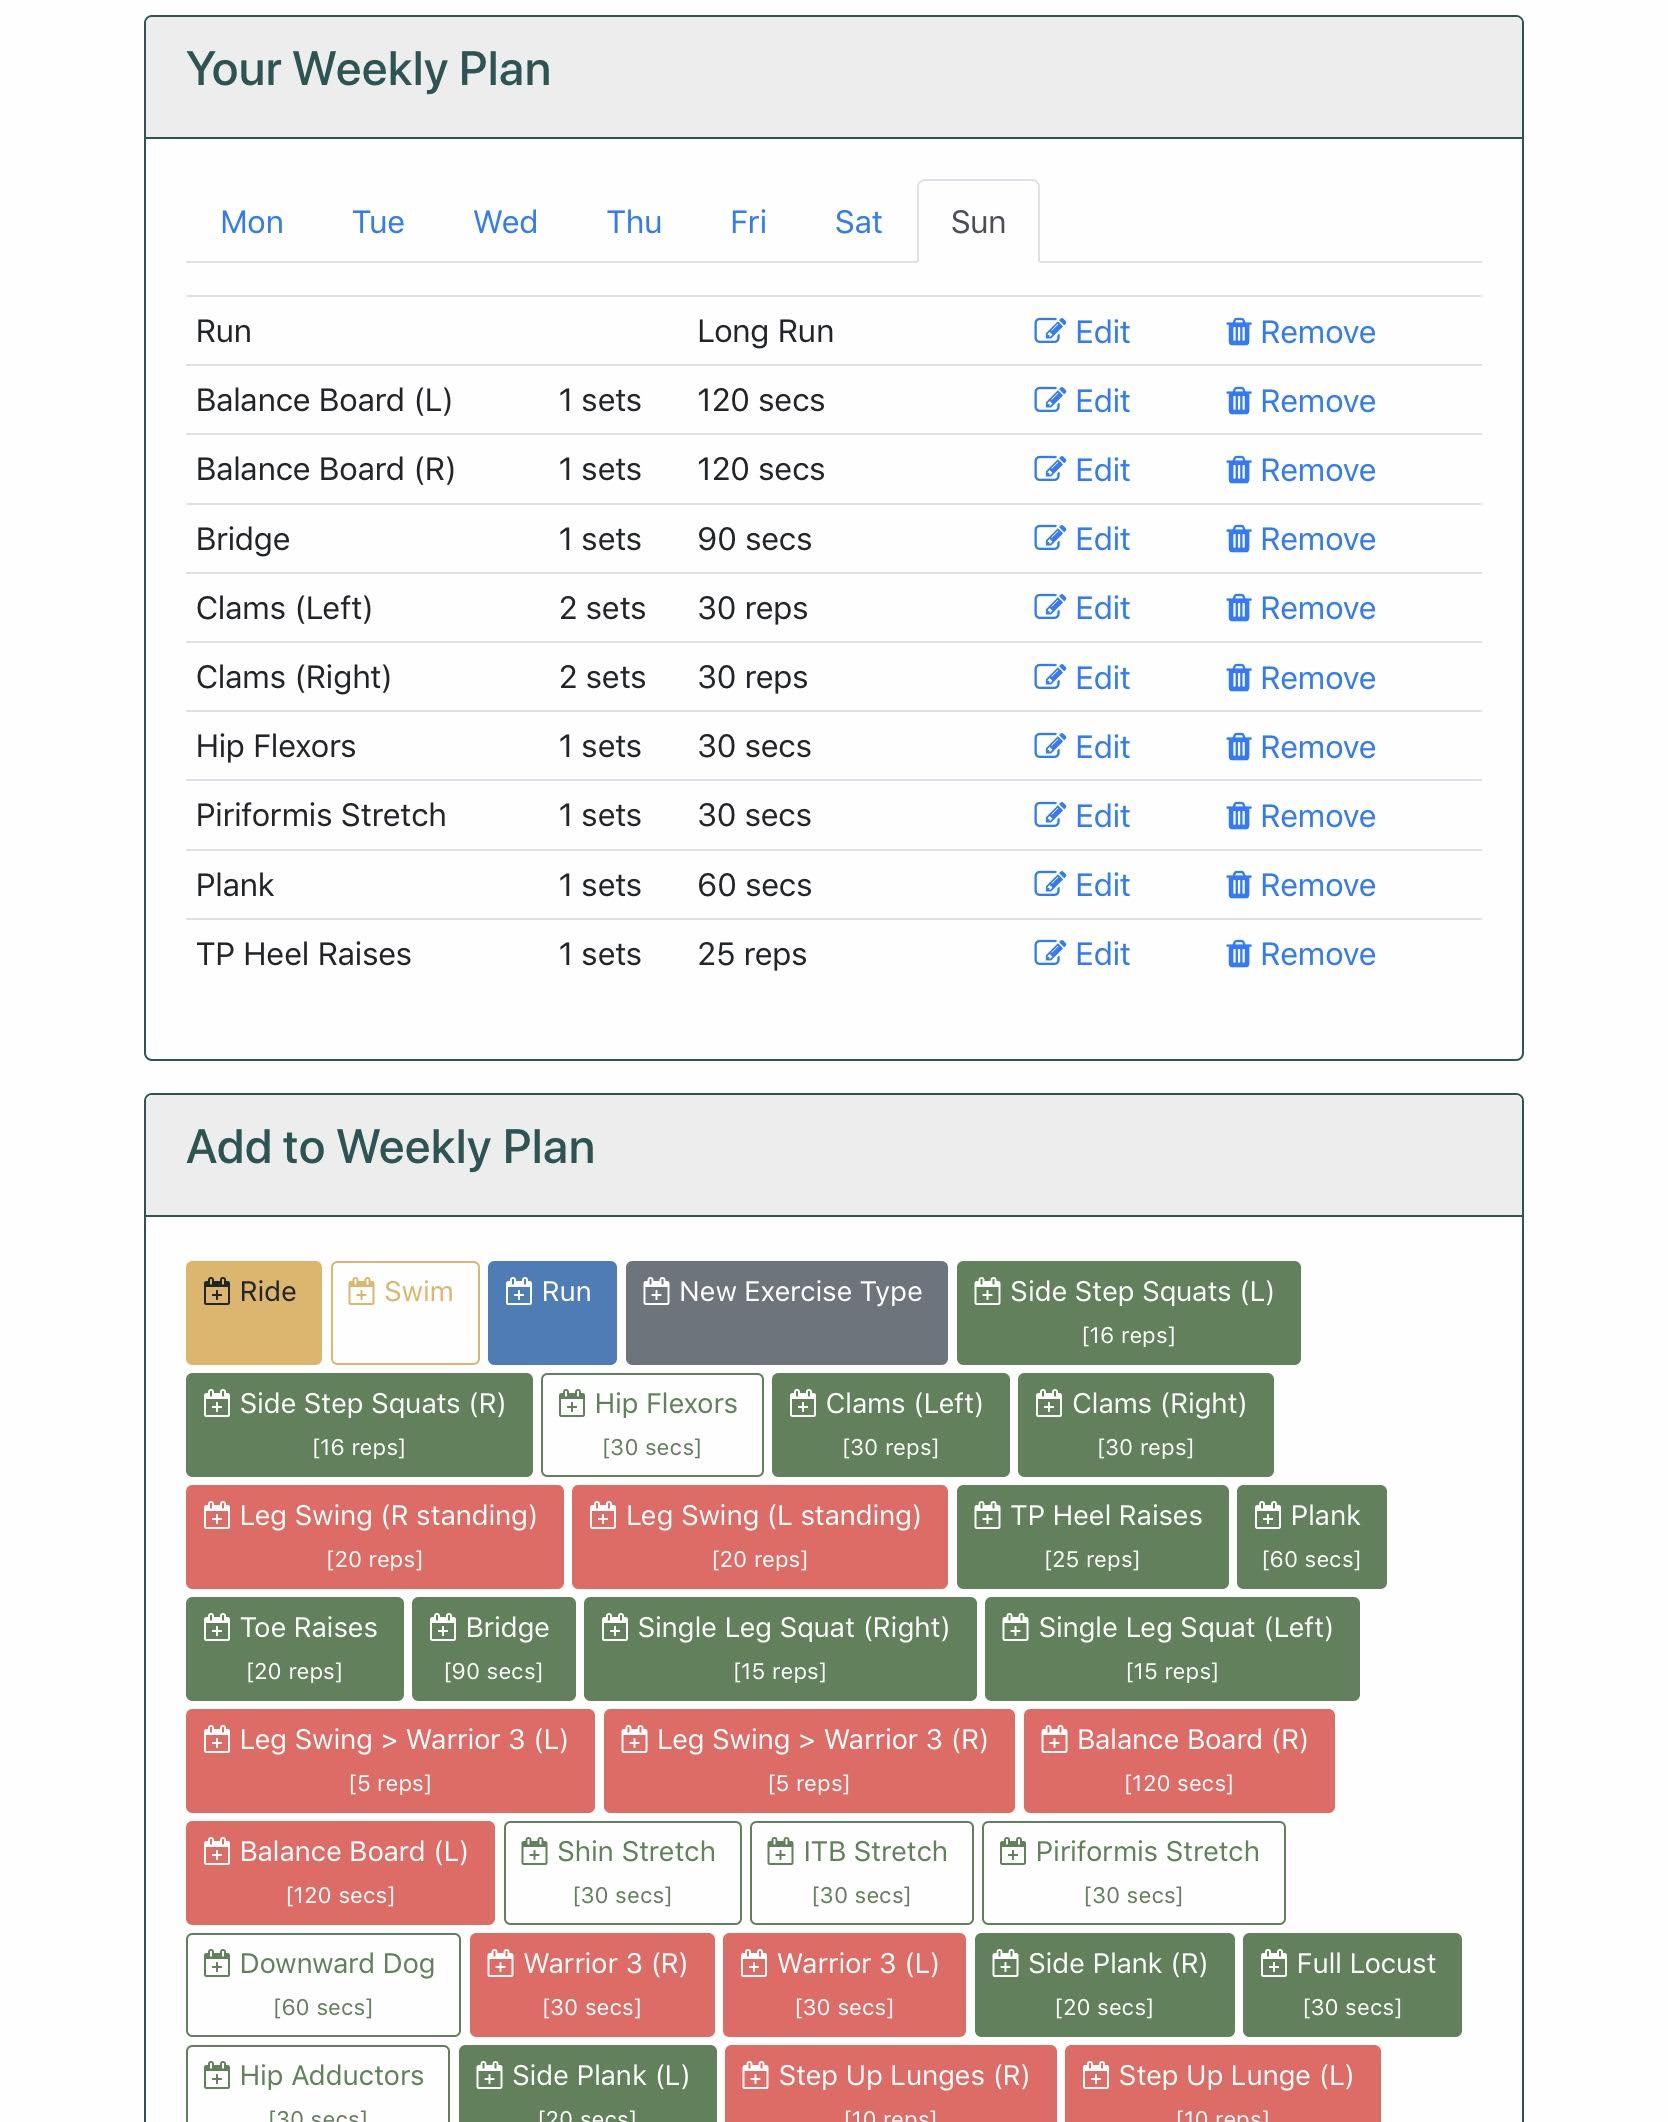 Your Weekly Plan
Mon Tue Wed Thu Fri Sat Sun
Run Long Run Edit Remove
Balance Board (L) 1 sets 120 secs Edit Remove
Balance Board (R) 1 sets 120 secs Edit Remove
Bridge 1 sets 90 secs Edit Remove
Clams (Left) 2 sets 30 reps Edit Remove
Clams (Right) 2 sets 30 reps Edit Remove
Hip Flexors 1 sets 30 secs Edit Remove
Piriformis Stretch 1 sets 30 secs Edit Remove
Plank 1 sets 60 secs Edit Remove
TP Heel Raises 1 sets 25 reps Edit Remove
Add to Weekly Plan
Ride Swim Run New Exercise Type Side Step Squats (L)
[16 reps]
Side Step Squats (R) Hip Flexors Clams (Left) Clams (Right)
[16 reps] [30 secs] [30 reps] [30 reps]
Leg Swing (R standing) Leg Swing (L standing) TP Heel Raises Plank
[20 reps] [20 reps] [25 reps] [60 secs]
Toe Raises Bridge Single Leg Squat (Right) Single Leg Squat (Left)
[20 reps] [90 secs] [15 reps] [15 reps]
Leg Swing > Warrior 3 (L) Leg Swing > Warrior 3 (R) Balance Board (R)
[5 reps] [5 reps] [120 secs]
Balance Board (L) Shin Stretch ITB Stretch Piriformis Stretch
[120 secs] [30 secs] [30 secs] [30 secs]
Downward Dog Warrior 3 (R) Warrior 3 (L) Side Plank (R) Full Locust
[60 secs] [30 secs] [30 secs] [20 secs] [30 secs]
Hip Adductors Side Plank (L) Step Up Lunges (R) Step Up Lunge (L)
[30 secs] [20 secs] [10 reps] [10 reps]